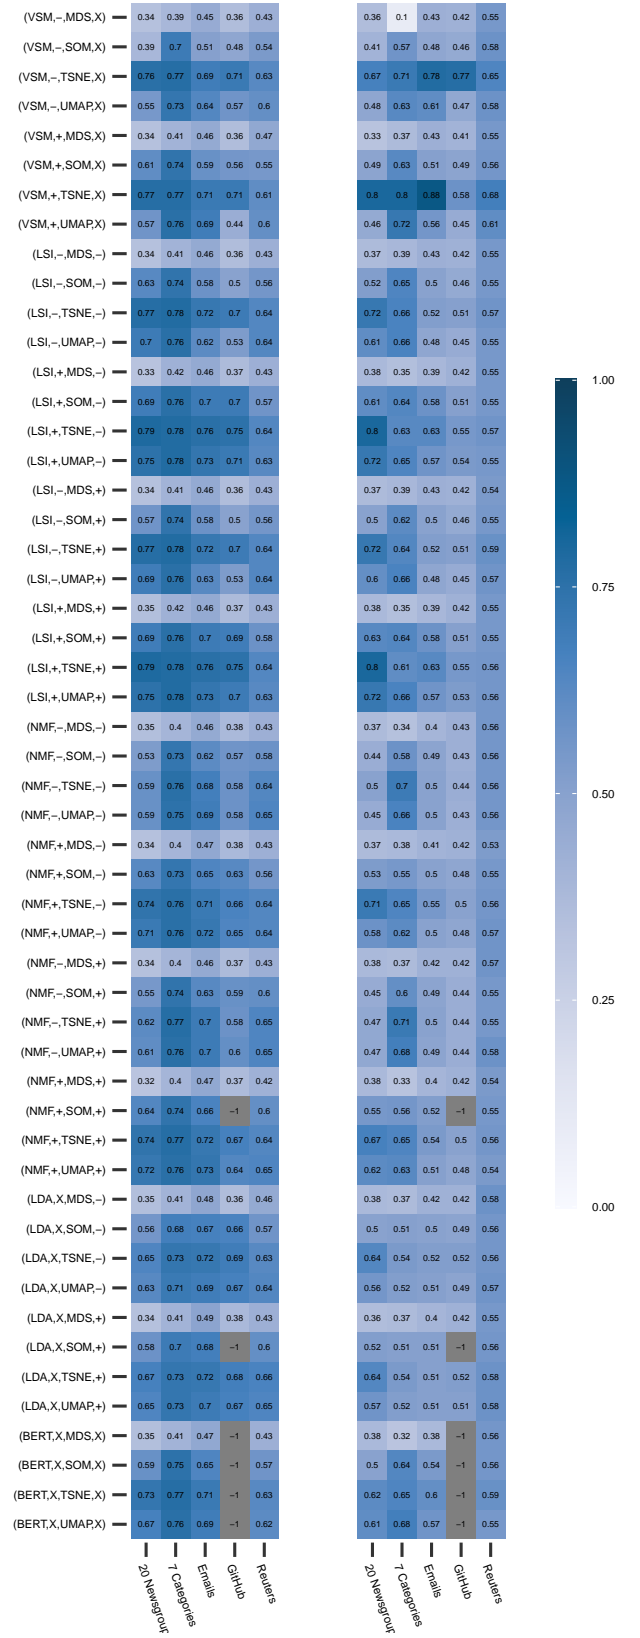 (VSM,−,MDS,X) 0.34 0.39 0.45 0.36 0.43 0.36 0.1 0.43 0.42 0.55
(VSM,−,SOM,X) 0.39 0.7 0.51 0.48 0.54 0.41 0.57 0.48 0.46 0.58
(VSM,−,TSNE,X) 0.76 0.77 0.69 0.71 0.63 0.67 0.71 0.78 0.77 0.65
(VSM,−,UMAP,X) 0.55 0.73 0.64 0.57 0.6 0.48 0.63 0.61 0.47 0.58
(VSM,+,MDS,X) 0.34 0.41 0.46 0.36 0.47 0.33 0.37 0.43 0.41 0.55
(VSM,+,SOM,X) 0.61 0.74 0.59 0.56 0.55 0.49 0.63 0.51 0.49 0.56
(VSM,+,TSNE,X) 0.77 0.77 0.71 0.71 0.61 0.8 0.8 0.88 0.58 0.68
(VSM,+,UMAP,X) 0.57 0.76 0.69 0.44 0.6 0.46 0.72 0.56 0.45 0.61
(LSI,−,MDS,−) 0.34 0.41 0.46 0.36 0.43 0.37 0.39 0.43 0.42 0.55
(LSI,−,SOM,−) 0.63 0.74 0.58 0.5 0.56 0.52 0.65 0.5 0.46 0.55
(LSI,−,TSNE,−) 0.77 0.78 0.72 0.7 0.64 0.72 0.66 0.52 0.51 0.57
(LSI,−,UMAP,−) 0.7 0.76 0.62 0.53 0.64 0.61 0.66 0.48 0.45 0.55
(LSI,+,MDS,−) 0.33 0.42 0.46 0.37 0.43 0.38 0.35 0.39 0.42 0.55
(LSI,+,SOM,−) 0.69 0.76 0.7 0.7 0.57 0.61 0.64 0.58 0.51 0.55
(LSI,+,TSNE,−) 0.79 0.78 0.76 0.75 0.64 0.8 0.63 0.63 0.55 0.57
(LSI,+,UMAP,−) 0.75 0.78 0.73 0.71 0.63 0.72 0.65 0.57 0.54 0.55
(LSI,−,MDS,+) 0.34 0.41 0.46 0.36 0.43 0.37 0.39 0.43 0.42 0.54
(LSI,−,SOM,+) 0.57 0.74 0.58 0.5 0.56 0.5 0.62 0.5 0.46 0.55
(LSI,−,TSNE,+) 0.77 0.78 0.72 0.7 0.64 0.72 0.64 0.52 0.51 0.59
(LSI,−,UMAP,+) 0.69 0.76 0.63 0.53 0.64 0.6 0.66 0.48 0.45 0.57
(LSI,+,MDS,+) 0.35 0.42 0.46 0.37 0.43 0.38 0.35 0.39 0.42 0.55
(LSI,+,SOM,+) 0.69 0.76 0.7 0.69 0.58 0.63 0.64 0.58 0.51 0.55
(LSI,+,TSNE,+) 0.79 0.78 0.76 0.75 0.64 0.8 0.61 0.63 0.55 0.56
(LSI,+,UMAP,+) 0.75 0.78 0.73 0.7 0.63 0.72 0.66 0.57 0.53 0.56
(NMF,−,MDS,−) 0.35 0.4 0.46 0.38 0.43 0.37 0.34 0.4 0.43 0.56
(NMF,−,SOM,−) 0.53 0.73 0.62 0.57 0.58 0.44 0.58 0.49 0.43 0.56
(NMF,−,TSNE,−) 0.59 0.76 0.68 0.58 0.64 0.5 0.7 0.5 0.44 0.56
(NMF,−,UMAP,−) 0.59 0.75 0.69 0.58 0.65 0.45 0.66 0.5 0.43 0.56
(NMF,+,MDS,−) 0.34 0.4 0.47 0.38 0.43 0.37 0.38 0.41 0.42 0.53
(NMF,+,SOM,−) 0.63 0.73 0.65 0.63 0.56 0.53 0.55 0.5 0.48 0.55
(NMF,+,TSNE,−) 0.74 0.76 0.71 0.66 0.64 0.71 0.65 0.55 0.5 0.56
(NMF,+,UMAP,−) 0.71 0.76 0.72 0.65 0.64 0.58 0.62 0.5 0.48 0.57
(NMF,−,MDS,+) 0.34 0.4 0.46 0.37 0.43 0.38 0.37 0.42 0.42 0.57
(NMF,−,SOM,+) 0.55 0.74 0.63 0.59 0.6 0.45 0.6 0.49 0.44 0.55
(NMF,−,TSNE,+) 0.62 0.77 0.7 0.58 0.65 0.47 0.71 0.5 0.44 0.55
(NMF,−,UMAP,+) 0.61 0.76 0.7 0.6 0.65 0.47 0.68 0.49 0.44 0.58
(NMF,+,MDS,+) 0.32 0.4 0.47 0.37 0.42 0.38 0.33 0.4 0.42 0.54
(NMF,+,SOM,+) 0.64 0.74 0.66 −1 0.6 0.55 0.56 0.52 −1 0.55
(NMF,+,TSNE,+) 0.74 0.77 0.72 0.67 0.64 0.67 0.65 0.54 0.5 0.56
(NMF,+,UMAP,+) 0.72 0.76 0.73 0.64 0.65 0.62 0.63 0.51 0.48 0.54
(LDA,X,MDS,−) 0.35 0.41 0.48 0.36 0.46 0.38 0.37 0.42 0.42 0.58
(LDA,X,SOM,−) 0.56 0.68 0.67 0.66 0.57 0.5 0.51 0.5 0.49 0.56
(LDA,X,TSNE,−) 0.65 0.73 0.72 0.69 0.63 0.64 0.54 0.52 0.52 0.56
(LDA,X,UMAP,−) 0.63 0.71 0.69 0.67 0.64 0.56 0.52 0.51 0.49 0.57
(LDA,X,MDS,+) 0.34 0.41 0.49 0.38 0.43 0.36 0.37 0.4 0.42 0.55
(LDA,X,SOM,+) 0.58 0.7 0.68 −1 0.6 0.52 0.51 0.51 −1 0.56
(LDA,X,TSNE,+) 0.67 0.73 0.72 0.68 0.66 0.64 0.54 0.51 0.52 0.58
(LDA,X,UMAP,+) 0.65 0.73 0.7 0.67 0.65 0.57 0.52 0.51 0.51 0.58
(BERT,X,MDS,X) 0.35 0.41 0.47 −1 0.43 0.38 0.32 0.38 −1 0.56
(BERT,X,SOM,X) 0.59 0.75 0.65 −1 0.57 0.5 0.64 0.54 −1 0.56
(BERT,X,TSNE,X) 0.73 0.77 0.71 −1 0.63 0.62 0.65 0.6 −1 0.59
(BERT,X,UMAP,X) 0.67 0.76 0.69 −1 0.62 0.61 0.68 0.57 −1 0.55
20 Newsgroup 7 Categories Emails GitHub Reuters 20 Newsgroup 7 Categories Emails GitHub Reuters
1.00
0.75
0.50
0.25
0.00